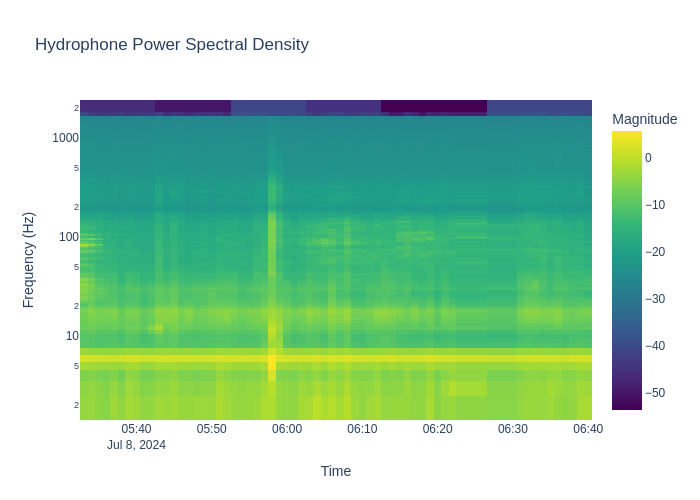 Hydrophone Power Spectral Density
Magnitude
2
1000
5
2
100
5
2
10
5
2
Frequency (Hz)
0
−10
−20
−30
−40
−50
05:40 05:50 06:00 06:10 06:20 06:30 06:40
Jul 8, 2024
Time